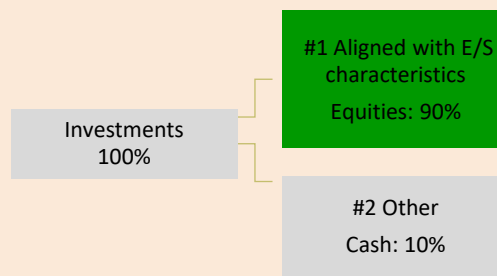 #1 Aligned with E/S
characteristics
Equities: 90%
Investments
100%
#2 Other
Cash: 10%